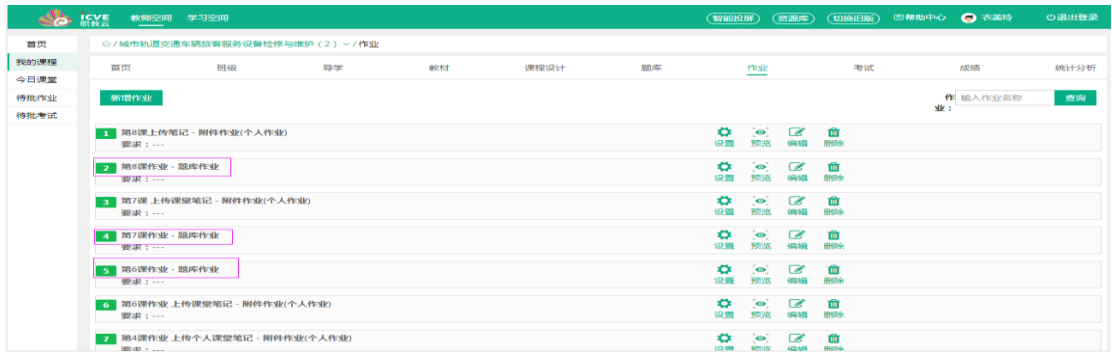 ICVE 职教云 教师空间 学习空间 智能投屏 资源库 切换旧版 帮助中心 衣美玲 退出登录
首页 /城市轨道交通车辆旅客服务设备检修与维护（2）/作业
我的课程 首页 班级 导学 教材 课程设计 题库 作业 考试 成绩 统计分析
今日课堂
待批作业 新增作业 作业： 输入作业名称 查询
待批考试
1 第8课上传笔记 - 附件作业(个人作业) 设置 预览 编辑 删除
要求：---
2 第8课作业 - 题库作业 设置 预览 编辑 删除
要求：---
3 第7课 上传课堂笔记 - 附件作业(个人作业) 设置 预览 编辑 删除
要求：---
4 第7课作业 - 题库作业 设置 预览 编辑 删除
要求：---
5 第6课作业 - 题库作业 设置 预览 编辑 删除
要求：---
6 第6课作业 上传课堂笔记 - 附件作业(个人作业) 设置 预览 编辑 删除
要求：---
7 第4课作业 上传个人课堂笔记 - 附件作业(个人作业) 设置 预览 编辑 删除
要求：---